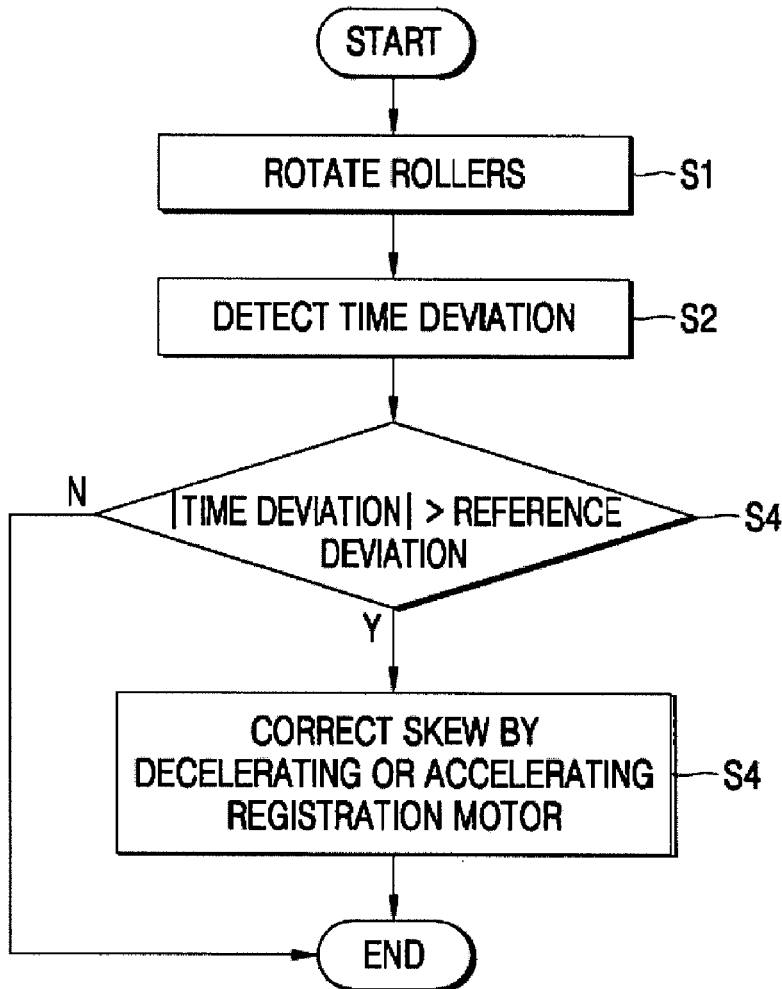 START
ROTATE ROLLERS
S1
DETECT TIME DEVIATION
S2
N
|TIME DEVIATION| > REFERENCE
DEVIATION
S4
Y
CORRECT SKEW BY
DECELERATING OR ACCELERATING
REGISTRATION MOTOR
S4
END